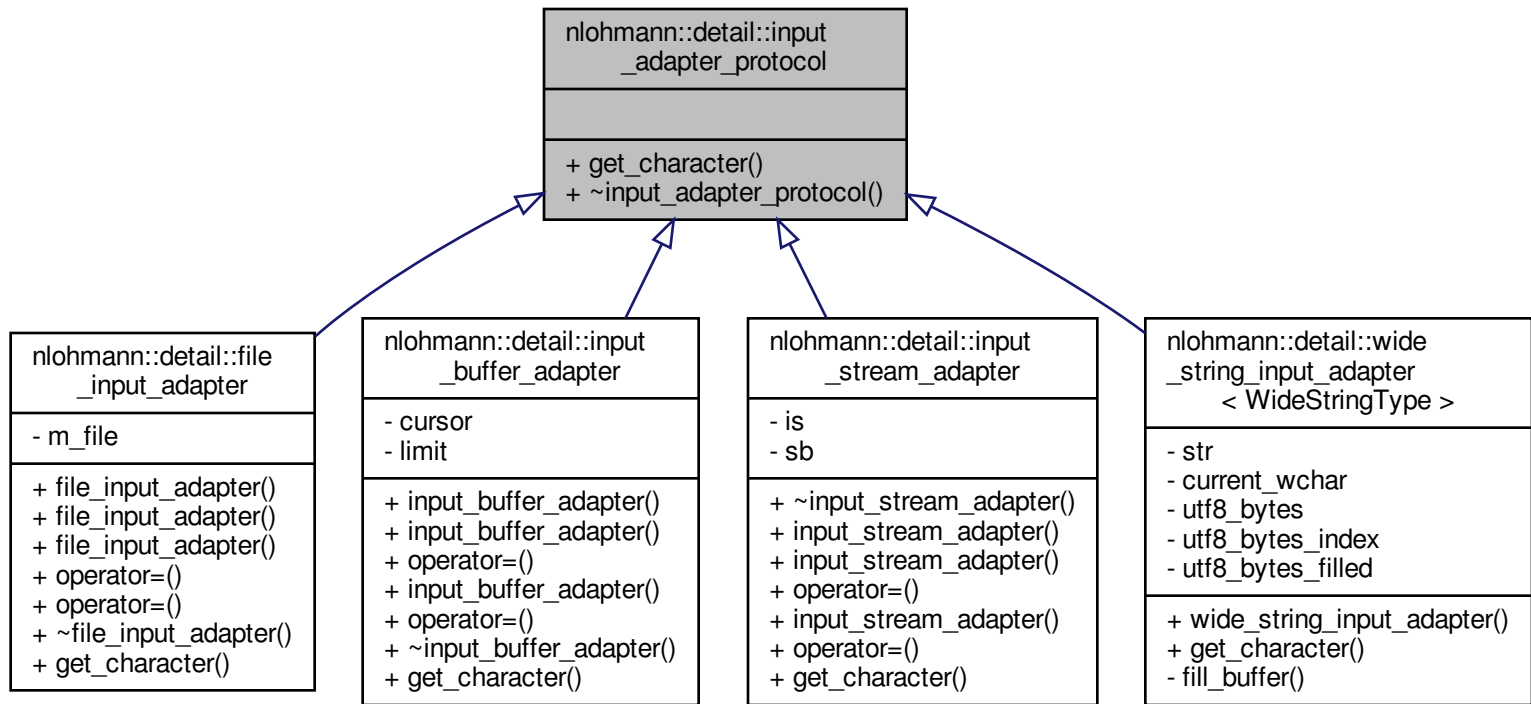 nlohmann::detail::input
_adapter_protocol
+ get_character()
+ ~input_adapter_protocol()
nlohmann::detail::file
_input_adapter
- m_file
+ file_input_adapter()
+ file_input_adapter()
+ file_input_adapter()
+ operator=()
+ operator=()
+ ~file_input_adapter()
+ get_character()
nlohmann::detail::input
_buffer_adapter
- cursor
- limit
+ input_buffer_adapter()
+ input_buffer_adapter()
+ operator=()
+ input_buffer_adapter()
+ operator=()
+ ~input_buffer_adapter()
+ get_character()
nlohmann::detail::input
_stream_adapter
- is
- sb
+ ~input_stream_adapter()
+ input_stream_adapter()
+ input_stream_adapter()
+ operator=()
+ input_stream_adapter()
+ operator=()
+ get_character()
nlohmann::detail::wide
_string_input_adapter
< WideStringType >
- str
- current_wchar
- utf8_bytes
- utf8_bytes_index
- utf8_bytes_filled
+ wide_string_input_adapter()
+ get_character()
- fill_buffer()